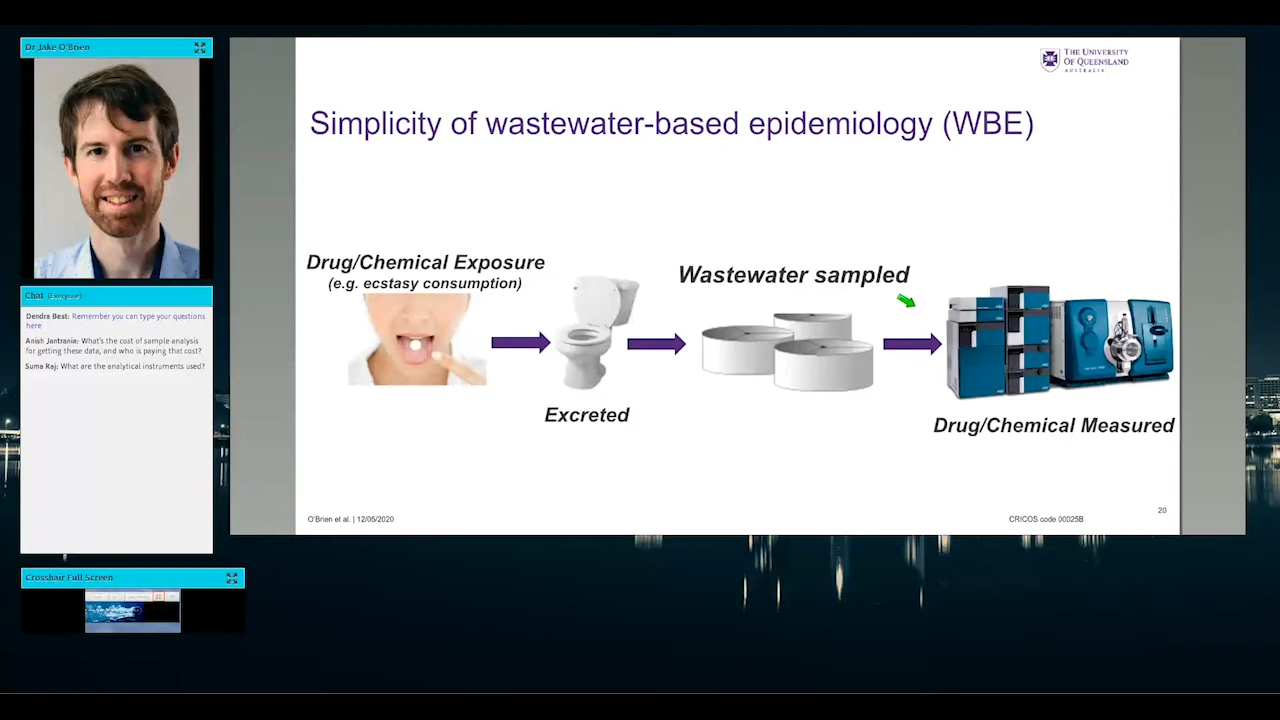 Dr Jake O'Brien
THE UNIVERSITY
OF QUEENSLAND
AUSTRALIA
Simplicity of wastewater-based epidemiology (WBE)
Drug/Chemical Exposure
(e.g. ecstasy consumption)
Wastewater sampled
Excreted
Drug/Chemical Measured
O'Brien et al. | 12/05/2020
CRICOS code 00025B
20
Chat (Everyone)
Dendra Best: Remember you can type your questions
here
Anish Jantrania: What's the cost of sample analysis
for getting these data, and who is paying that cost?
Suma Raj: What are the analytical instruments used?
Crosshair Full Screen